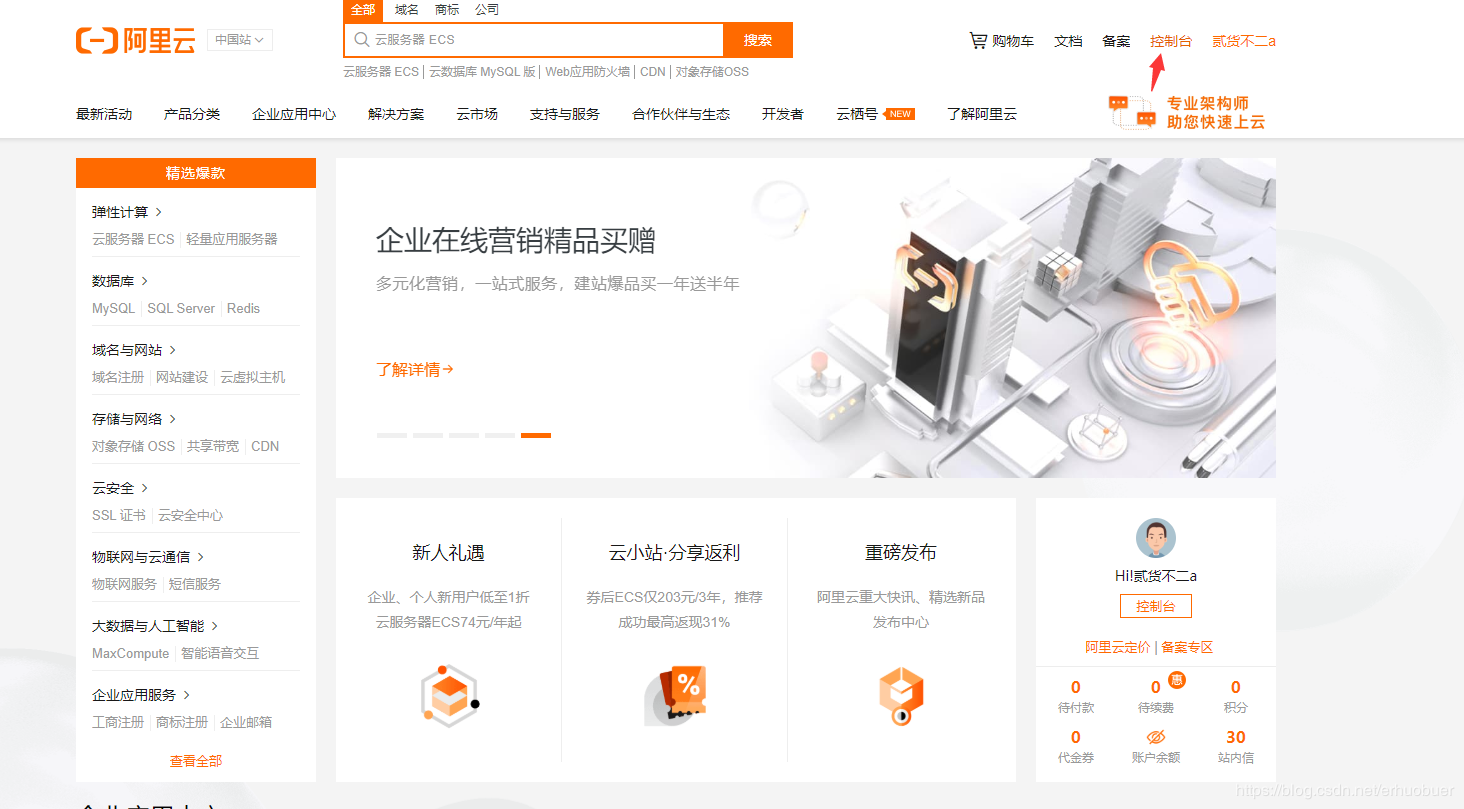 全部 域名 商标 公司
阿里云 中国站 云服务器 ECS 搜索 购物车 文档 备案 控制台 贰货不二a
云服务器 ECS | 云数据库 MySQL 版 | Web应用防火墙 | CDN | 对象存储OSS
最新活动 产品分类 企业应用中心 解决方案 云市场 支持与服务 合作伙伴与生态 开发者 云栖号 NEW 了解阿里云
专业架构师
助您快速上云
精选爆款
弹性计算
云服务器 ECS 轻量应用服务器
数据库
MySQL SQL Server Redis
域名与网站
域名注册 网站建设 云虚拟主机
存储与网络
对象存储 OSS 共享带宽 CDN
云安全
SSL 证书 云安全中心
物联网与云通信
物联网服务 短信服务
大数据与人工智能
MaxCompute 智能语音交互
企业应用服务
工商注册 商标注册 企业邮箱
查看全部
企业在线营销精品买赠
多元化营销，一站式服务，建站爆品买一年送半年
了解详情
新人礼遇
企业、个人新用户低至1折
云服务器ECS74元/年起
云小站·分享返利
券后ECS仅203元/3年，推荐
成功最高返现31%
%
重磅发布
阿里云重大快讯、精选新品
发布中心
Hi!贰货不二a
控制台
阿里云定价 | 备案专区
0 0 惠 0
待付款 待续费 积分
0 30
代金券 账户余额 站内信
企业应用中心
https://blog.csdn.net/erhuobuer